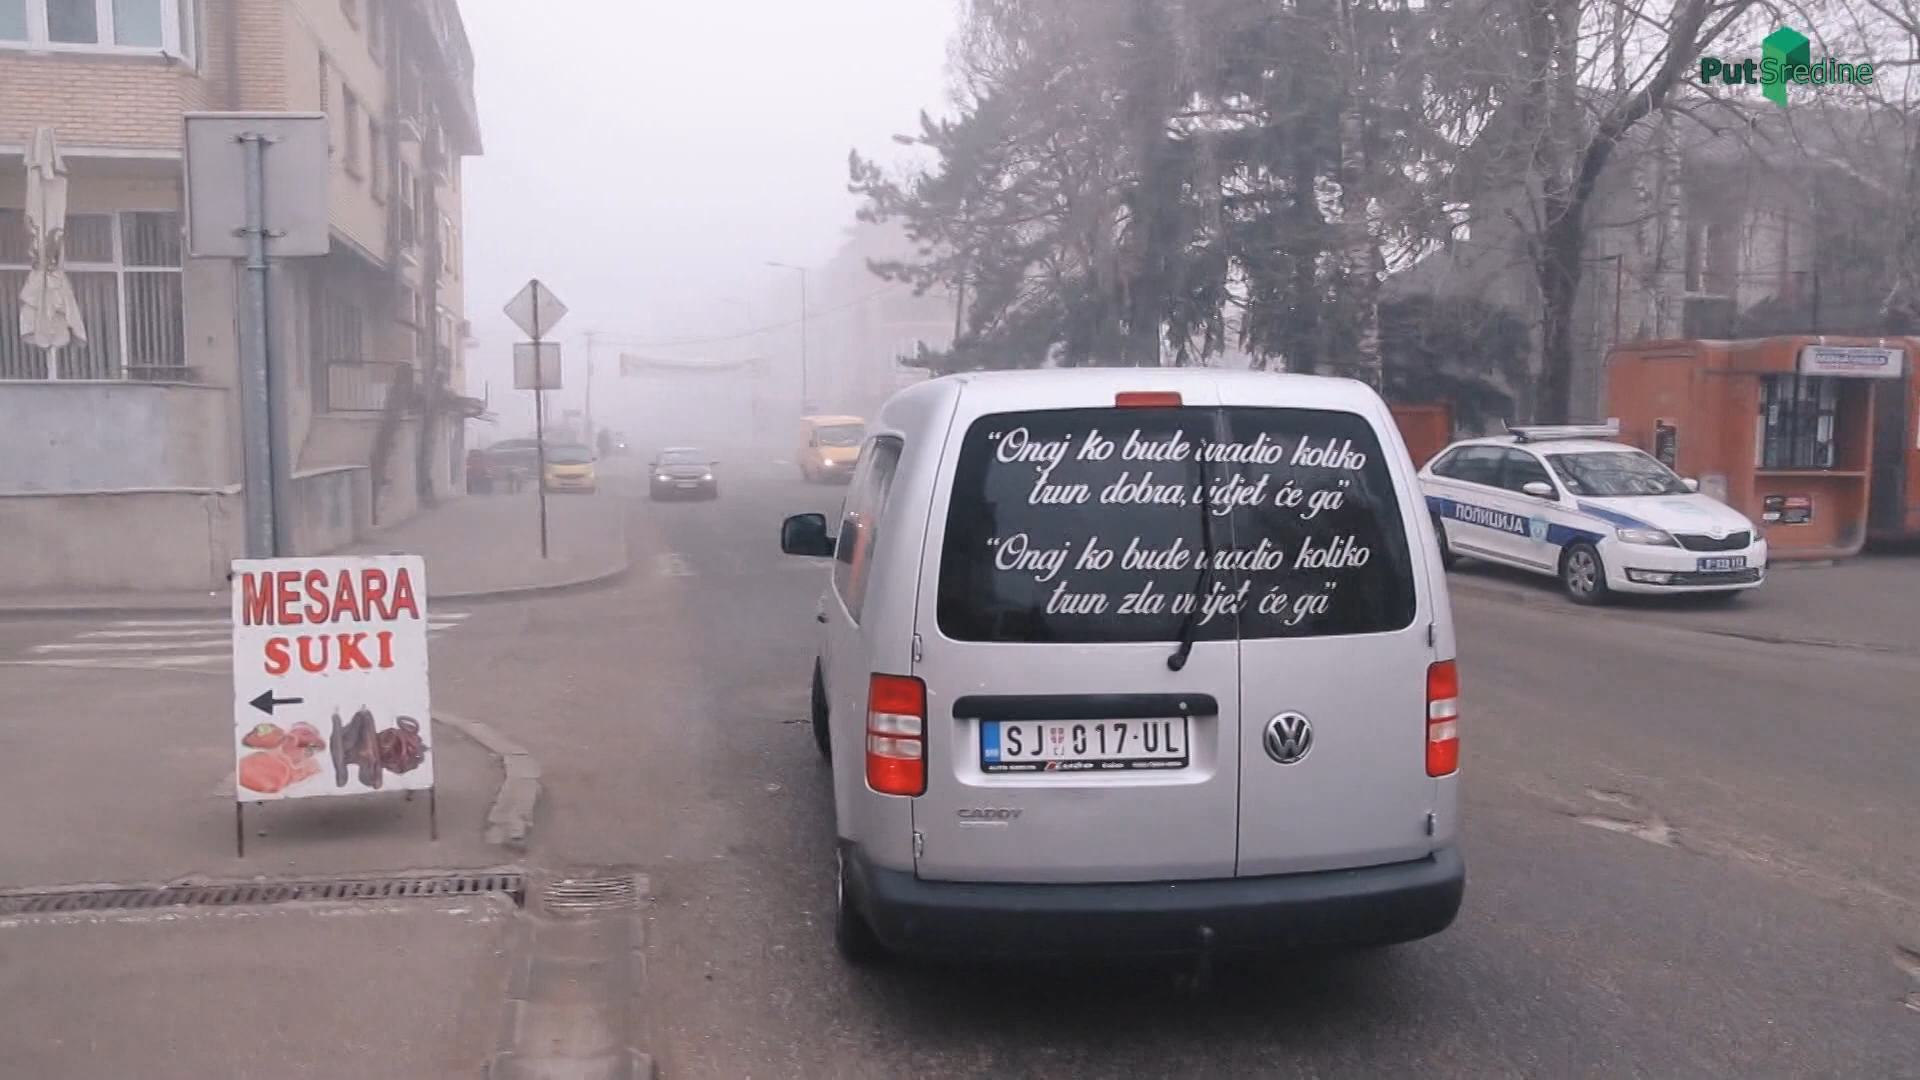 PutSredine
"Onaj ko bude uradio koliko
trun dobra, vidjet će ga"
"Onaj ko bude uradio koliko
trun zla vidjet će ga"
ПОЛИЦИЈА
MESARA
SUKI
SJ 017-UL
CADDY